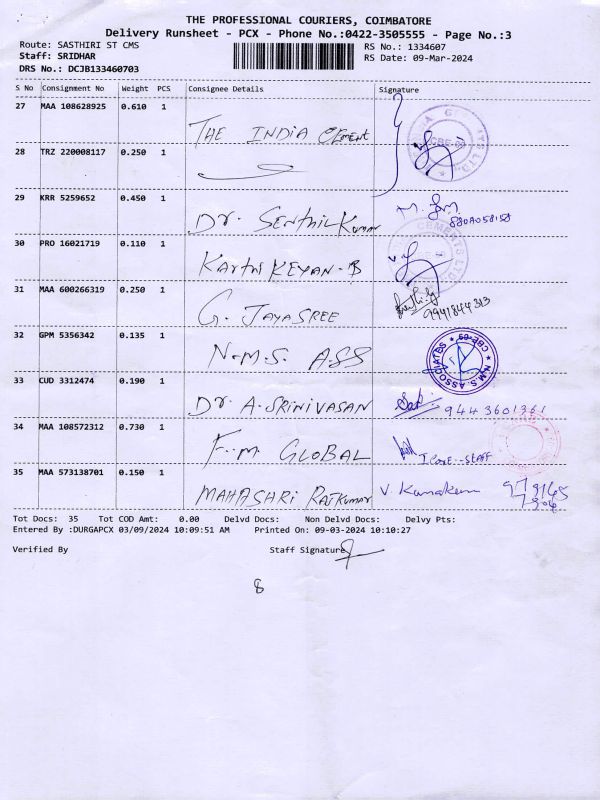 THE PROFESSIONAL COURIERS, COIMBATORE
Delivery Runsheet - PCX - Phone No.:0422-3505555 - Page No.:3
Route: SASTHIRI ST CMS RS No.: 1334607
Staff: SRIDHAR RS Date: 09-Mar-2024
DRS No.: DCJB133460703
S No Consignment No Weight PCS Consignee Details Signature
27 MAA 108628925 0.610 1
THE INDIA CEMENT
28 TRZ 220008117 0.250 1
29 KRR 5259652 0.450 1
DR. SENTHILKUMAR
30 PRO 16021719 0.110 1
KARTHIKEYAN-B
31 MAA 600266319 0.250 1
G. JAYASREE 9941844313
32 GPM 5356342 0.135 1
N.M.S. ASS N.M.S. ASSOCIATES
33 CUD 3312474 0.190 1
DR. A. SRINIVASAN 9443601361
34 MAA 108572312 0.730 1
F.M GLOBAL STAFF
35 MAA 573138701 0.150 1
MAHASHRI RAJKUMAR V.
Tot Docs: 35 Tot COD Amt: 0.00 Delvd Docs: Non Delvd Docs: Delvy Pts:
Entered By :DURGAPCX 03/09/2024 10:09:51 AM Printed On: 09-03-2024 10:10:27
Verified By Staff Signature
8